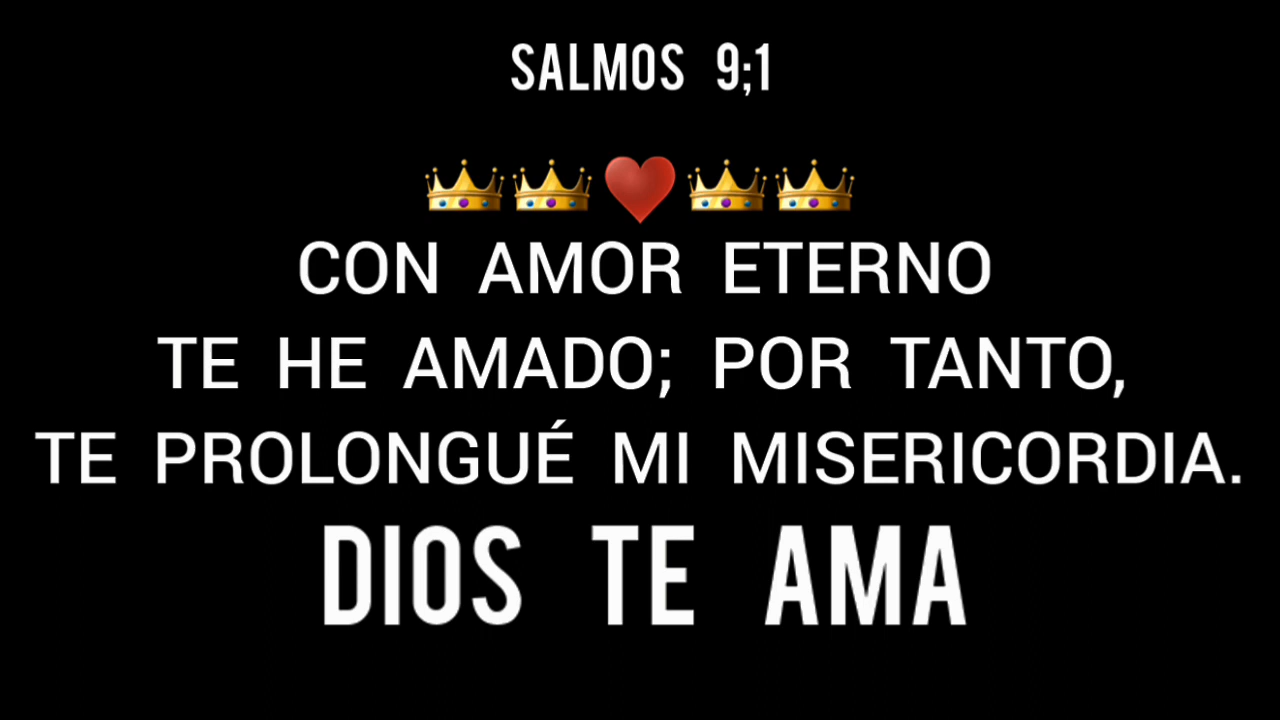 SALMOS 9;1
👑👑♥️👑👑
CON AMOR ETERNO
TE HE AMADO; POR TANTO,
TE PROLONGUÉ MI MISERICORDIA.
DIOS TE AMA